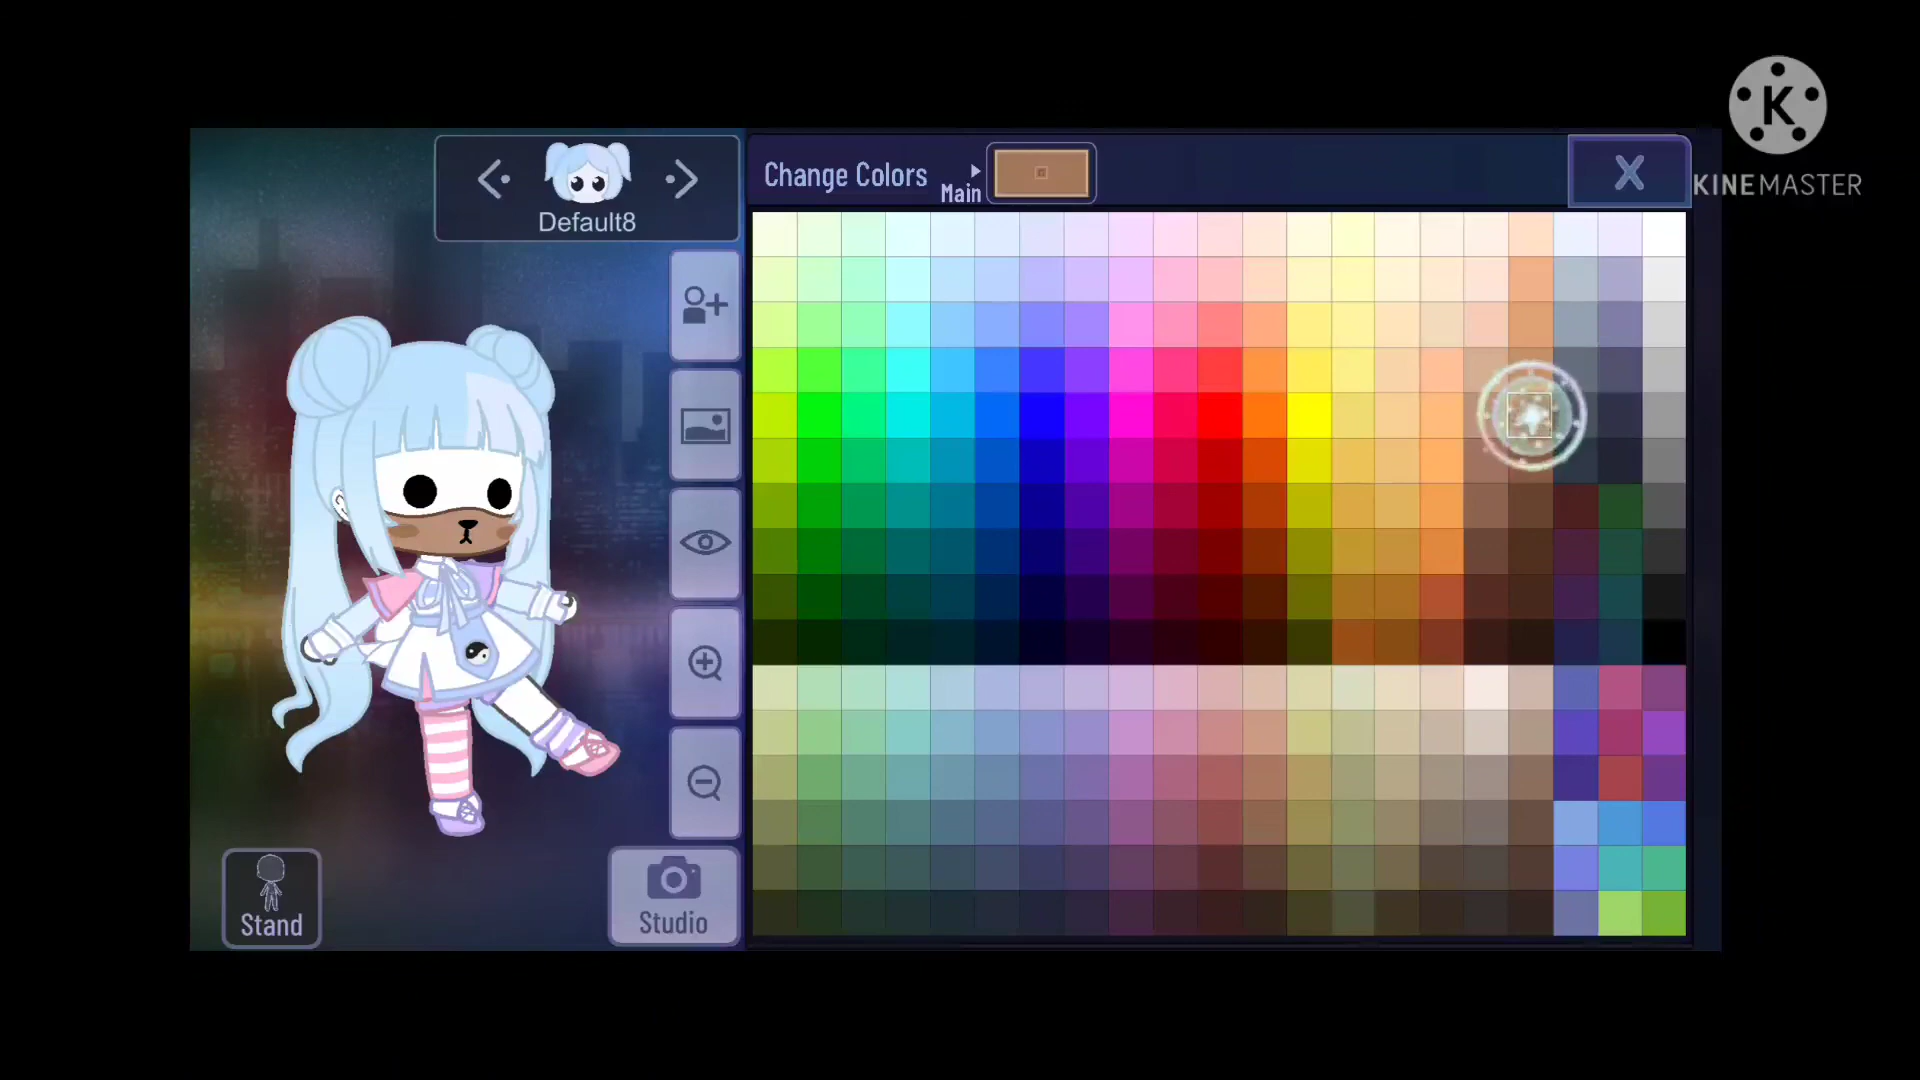 Default8
Change Colors
Main
X
K
KINEMASTER
Stand
Studio